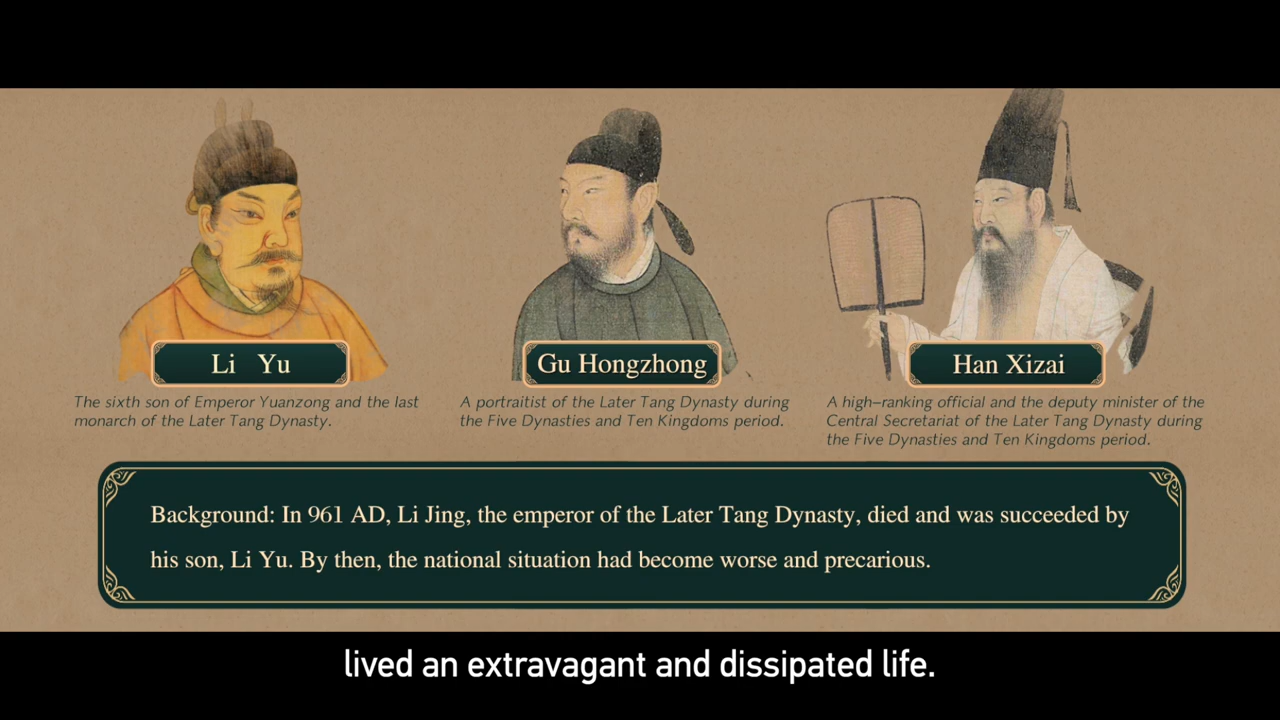 Li Yu
Gu Hongzhong
Han Xizai
The sixth son of Emperor Yuanzong and the last
monarch of the Later Tang Dynasty.
A portraitist of the Later Tang Dynasty during
the Five Dynasties and Ten Kingdoms period.
A high-ranking official and the deputy minister of the
Central Secretariat of the Later Tang Dynasty during
the Five Dynasties and Ten Kingdoms period.
Background: In 961 AD, Li Jing, the emperor of the Later Tang Dynasty, died and was succeeded by
his son, Li Yu. By then, the national situation had become worse and precarious.
lived an extravagant and dissipated life.